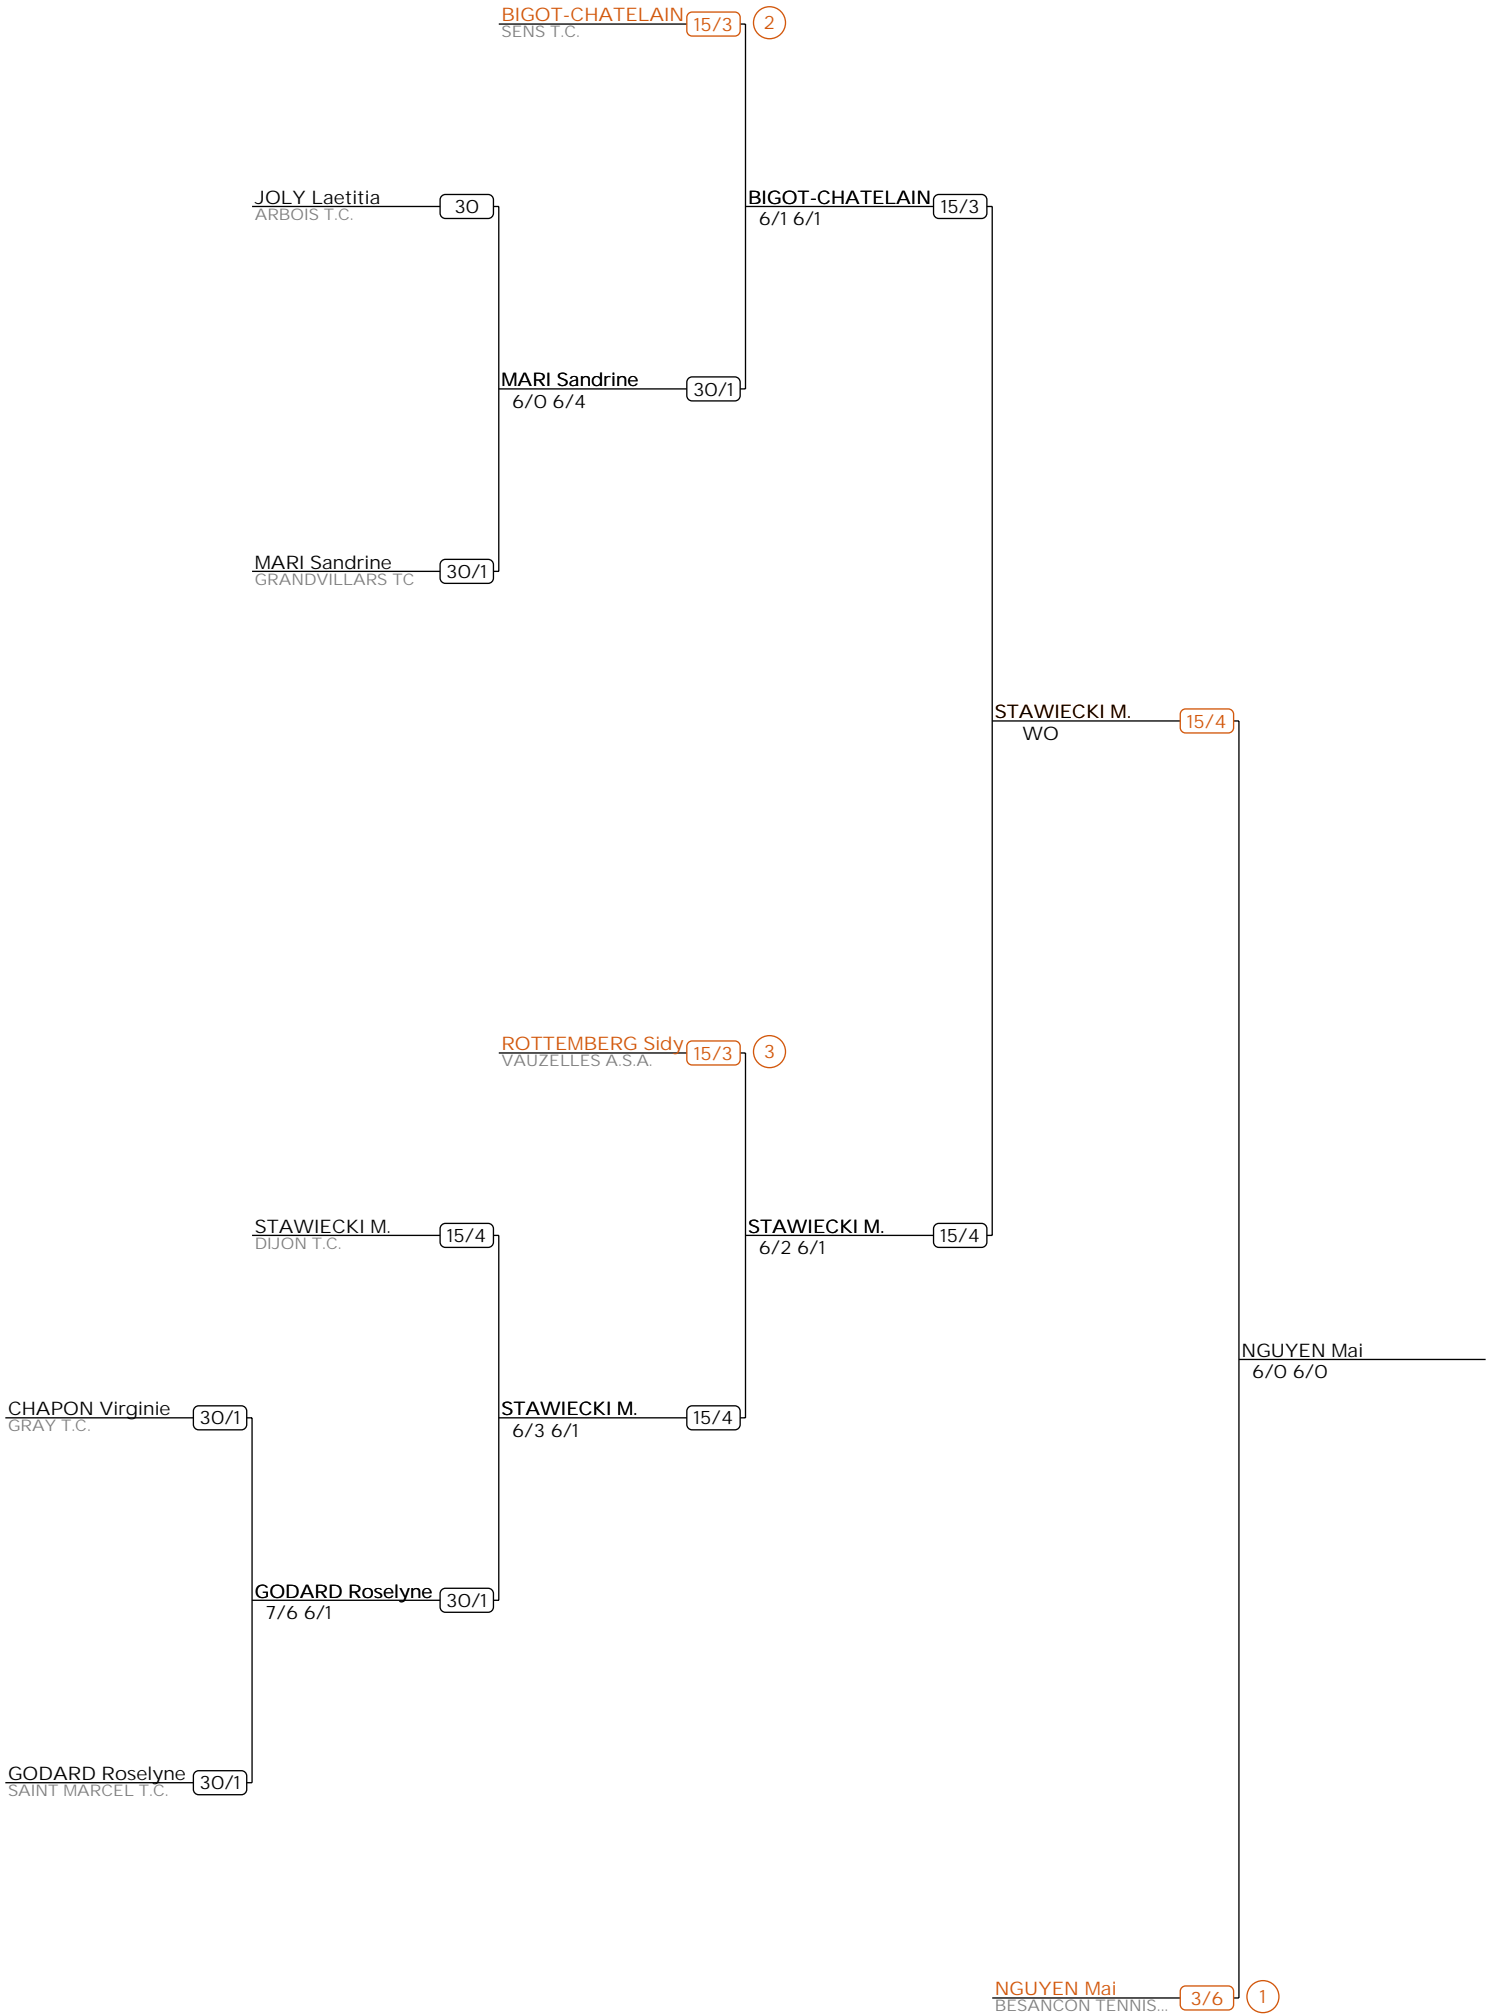 BIGOT-CHATELAIN 15/3 2
SENS T.C.
JOLY Laetitia 30
ARBOIS T.C.
BIGOT-CHATELAIN 15/3
6/1 6/1
MARI Sandrine 30/1
6/0 6/4
MARI Sandrine 30/1
GRANDVILLARS TC
STAWIECKI M. 15/4
WO
ROTTEMBERG Sidy 15/3 3
VAUZELLES A.S.A.
STAWIECKI M. 15/4
DIJON T.C.
STAWIECKI M. 15/4
6/2 6/1
NGUYEN Mai
6/0 6/0
CHAPON Virginie 30/1
GRAY T.C.
STAWIECKI M. 15/4
6/3 6/1
GODARD Roselyne 30/1
7/6 6/1
GODARD Roselyne 30/1
SAINT MARCEL T.C.
NGUYEN Mai 3/6 1
BESANCON TENNIS...